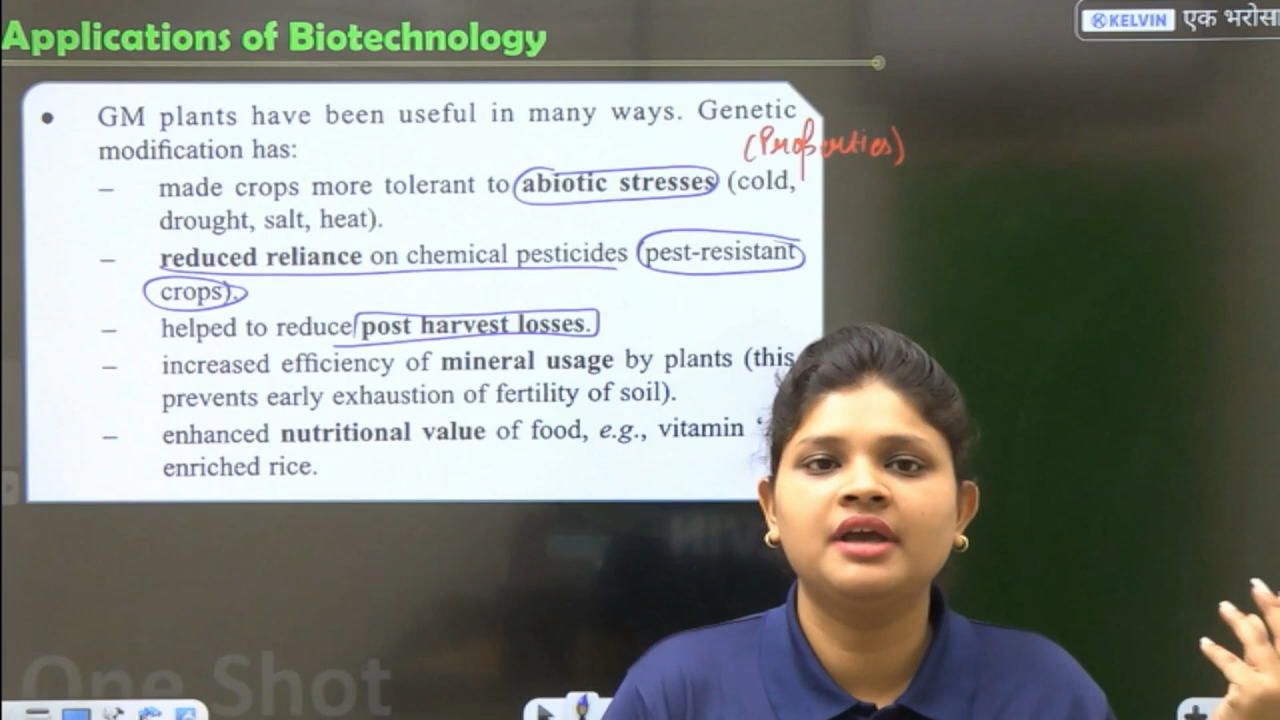 Applications of Biotechnology
KELVIN एक भरोसा
• GM plants have been useful in many ways. Genetic
(Properties)
modification has:
– made crops more tolerant to abiotic stresses (cold,
drought, salt, heat).
– reduced reliance on chemical pesticides (pest-resistant
crops).
– helped to reduce post harvest losses.
– increased efficiency of mineral usage by plants (this
prevents early exhaustion of fertility of soil).
– enhanced nutritional value of food, e.g., vitamin
enriched rice.
One Shot